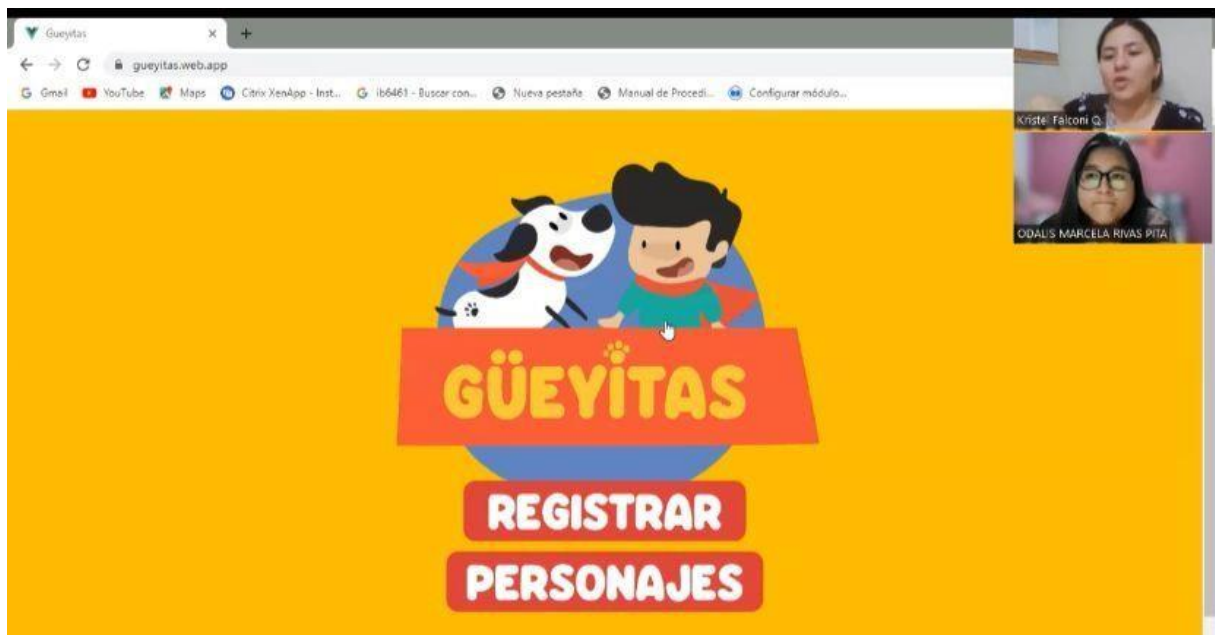 Gueyitas
gueyitas.web.app
Gmail YouTube Maps Citrix XenApp - Inst... ib6461 - Buscar con... Nueva pestaña Manual de Procedi... Configurar módulo...
Kristel Falconi Q.
ODALIS MARCELA RIVAS PITA
GÜEYITAS
REGISTRAR
PERSONAJES